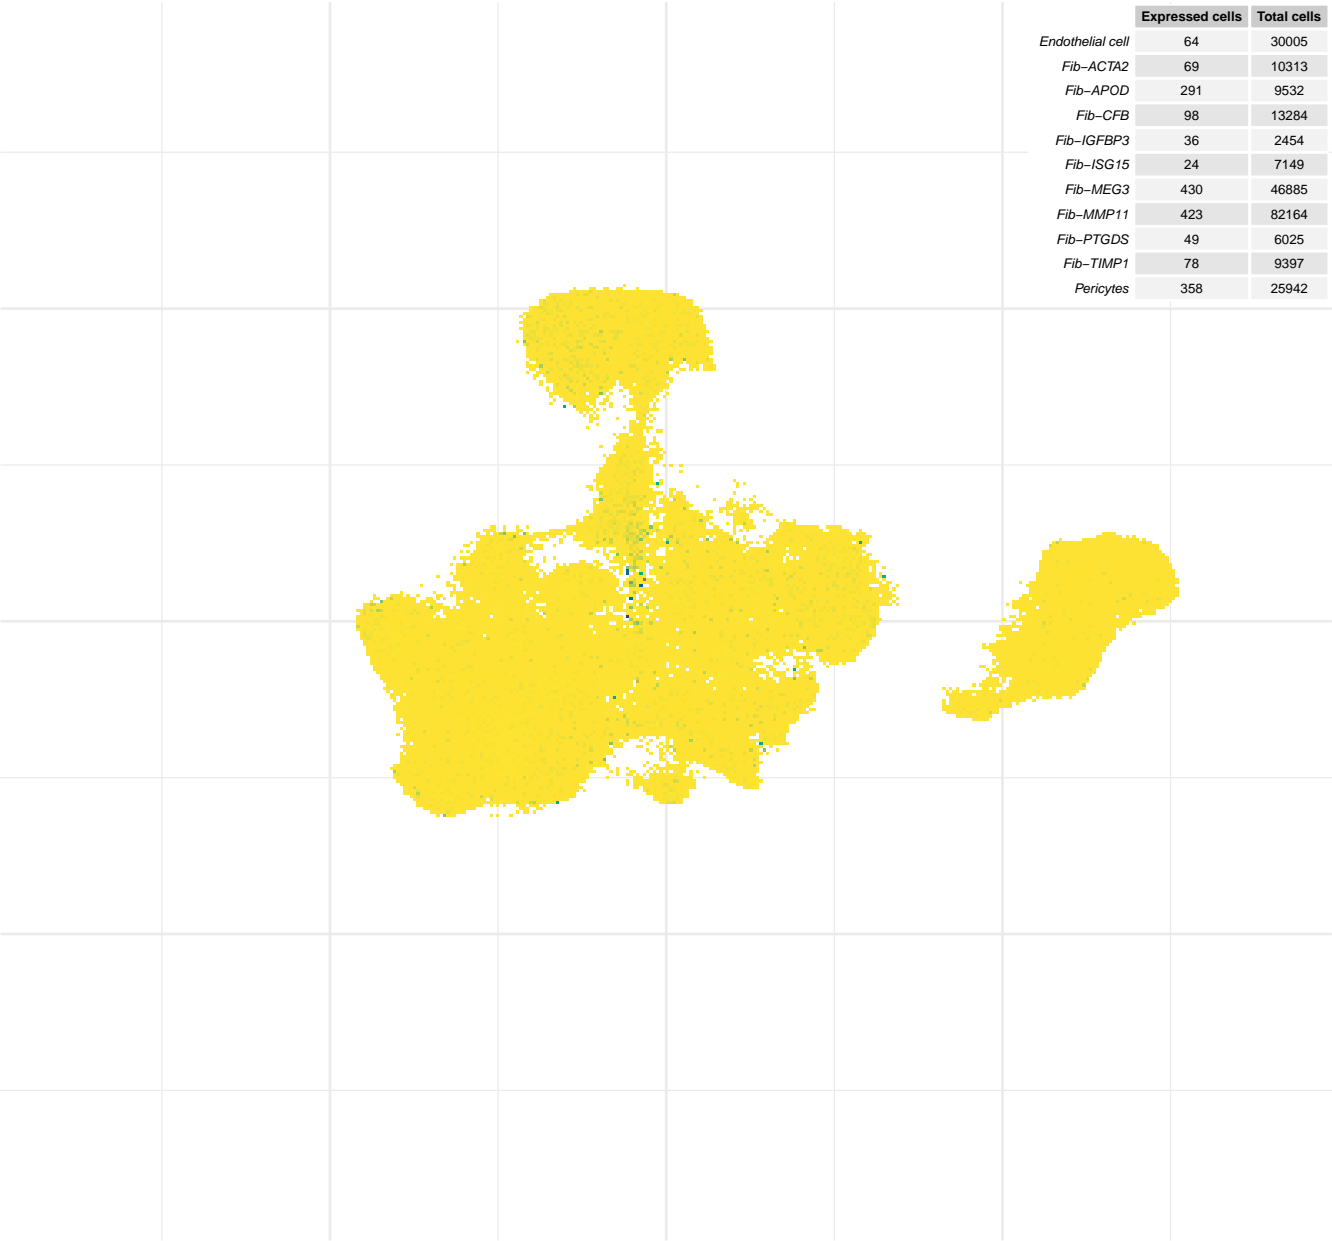 Expressed cells Total cells
Endothelial cell 64 30005
Fib−ACTA2 69 10313
Fib−APOD 291 9532
Fib−CFB 98 13284
Fib−IGFBP3 36 2454
Fib−ISG15 24 7149
Fib−MEG3 430 46885
Fib−MMP11 423 82164
Fib−PTGDS 49 6025
Fib−TIMP1 78 9397
Pericytes 358 25942